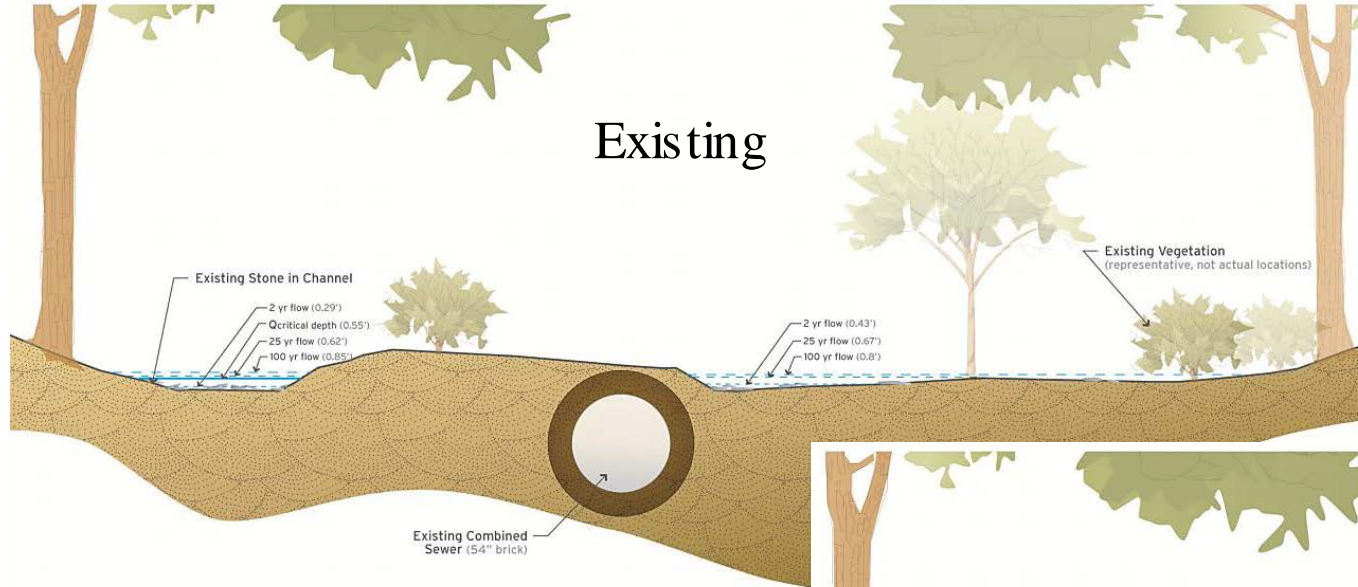 Existing
Existing Stone in Channel
2 yr flow (0.29')
Qcritical depth (0.55')
25 yr flow (0.62')
100 yr flow (0.85')
2 yr flow (0.43')
25 yr flow (0.67')
100 yr flow (0.8')
Existing Vegetation
(representative, not actual locations)
Existing Combined
Sewer (54" brick)